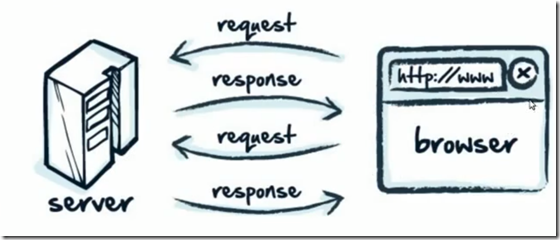 request
http://www
response
request
browser
response
server